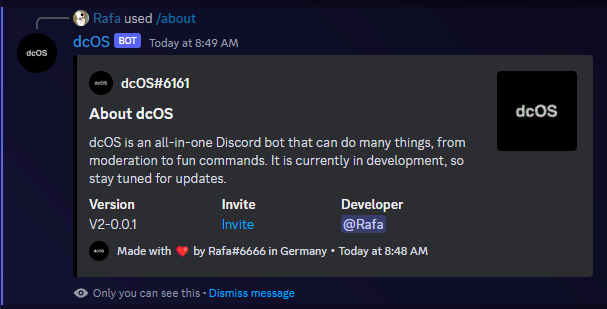 Rafa used /about
dcOS
dcOS BOT Today at 8:49 AM
dcOS dcOS#6161
dcOS
About dcOS
dcOS is an all-in-one Discord bot that can do many things, from
moderation to fun commands. It is currently in development, so
stay tuned for updates.
Version Invite Developer
V2-0.0.1 Invite @Rafa
dcOS Made with ❤️ by Rafa#6666 in Germany • Today at 8:48 AM
Only you can see this • Dismiss message